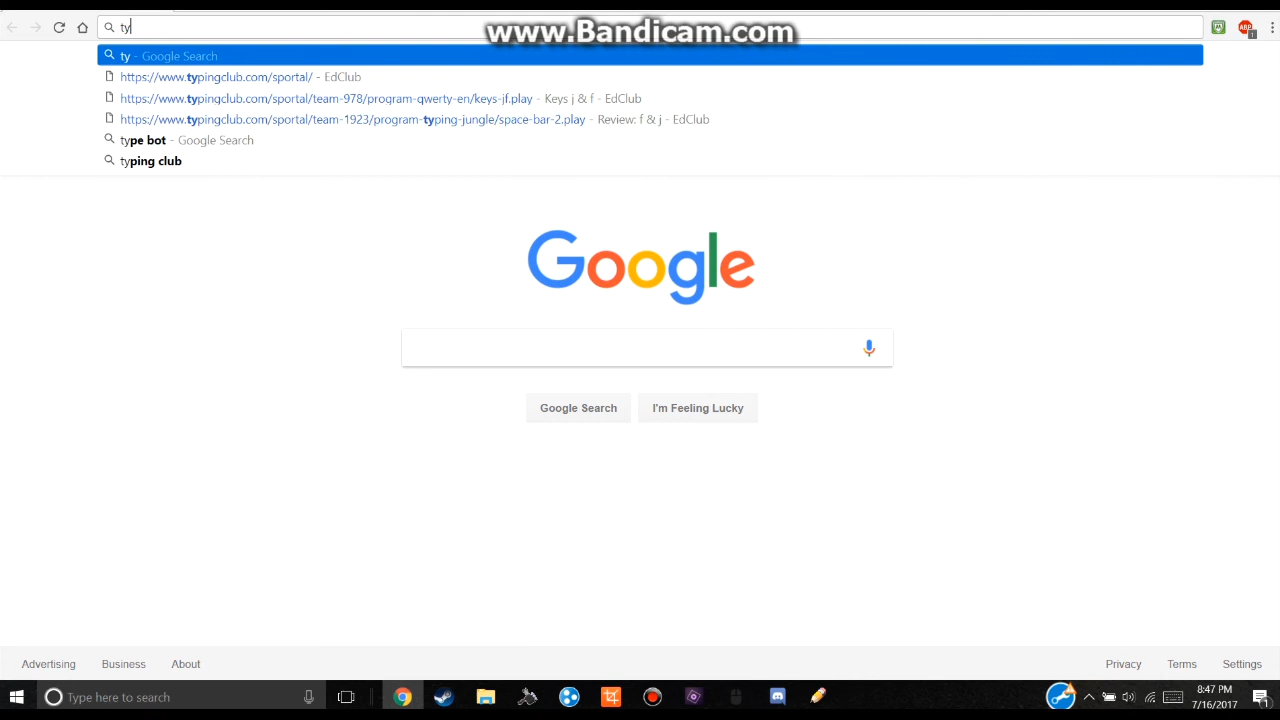 ty
www.Bandicam.com
ABP
1
ty - Google Search
https://www.typingclub.com/sportal/ - EdClub
https://www.typingclub.com/sportal/team-978/program-qwerty-en/keys-jf.play - Keys j & f - EdClub
https://www.typingclub.com/sportal/team-1923/program-typing-jungle/space-bar-2.play - Review: f & j - EdClub
type bot - Google Search
typing club
Google
Google Search
I'm Feeling Lucky
Advertising
Business
About
Privacy
Terms
Settings
Type here to search
8:47 PM
7/16/2017
1